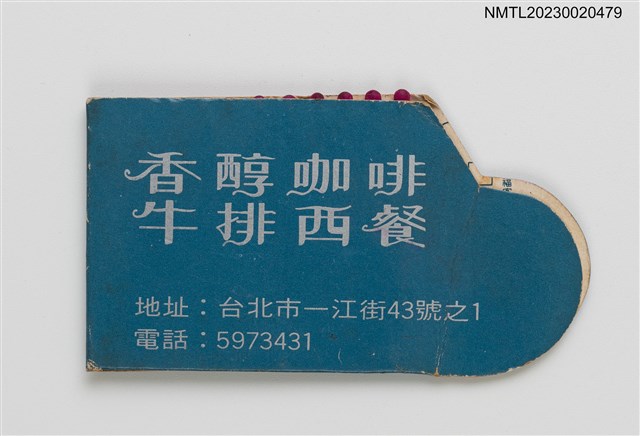 NMTL20230020479
香醇咖啡
牛排西餐
地址：台北市一江街43號之1
電話：5973431